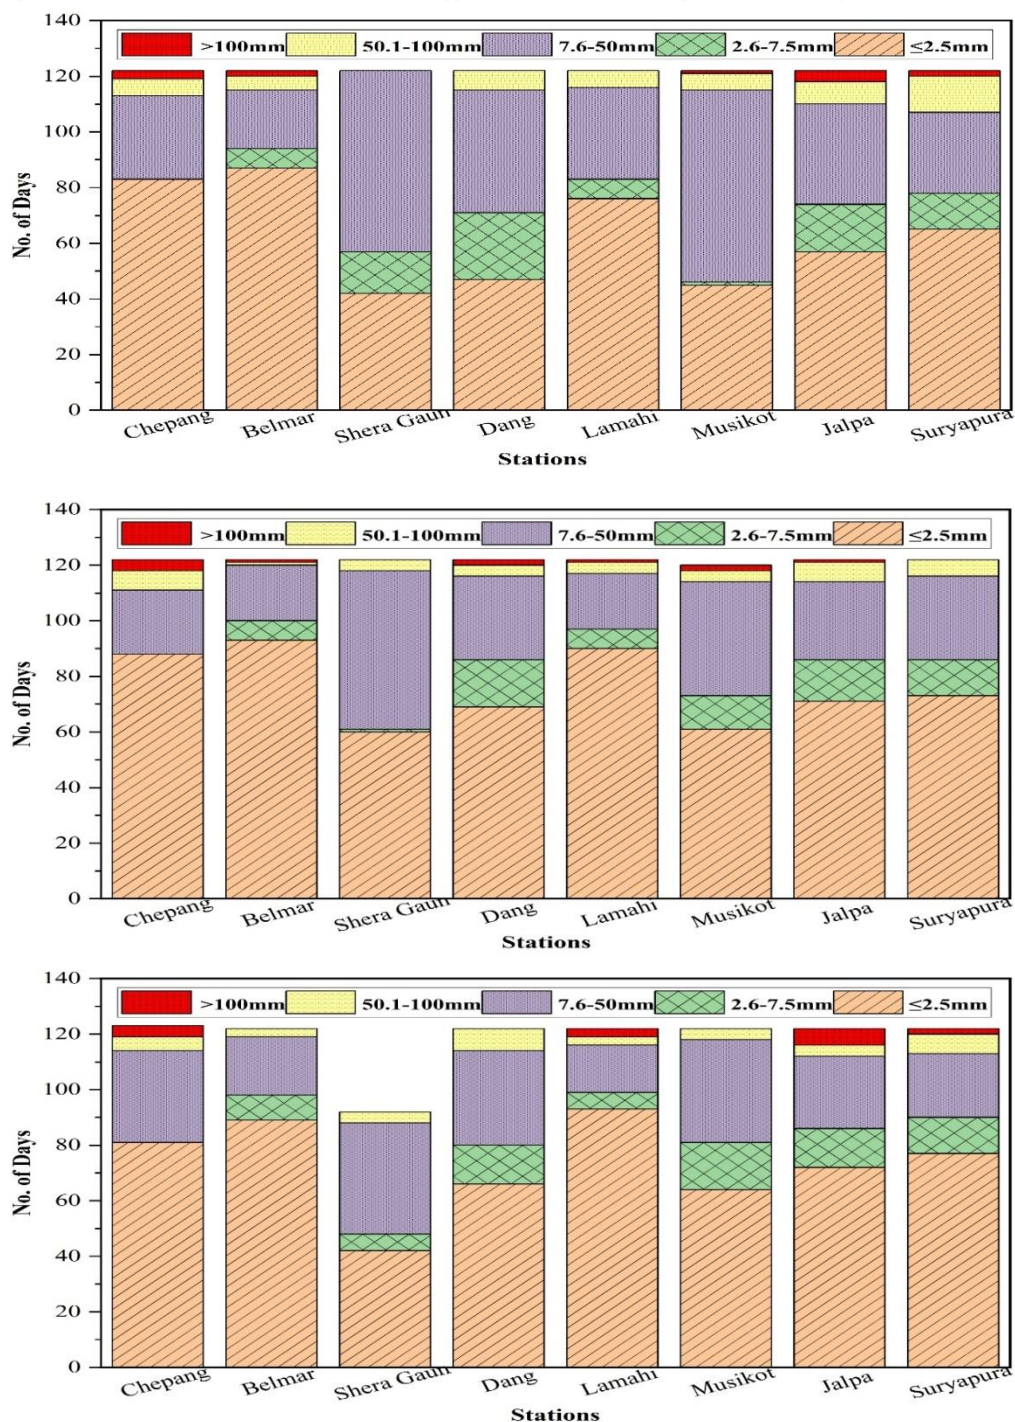 140
>100mm 50.1-100mm 7.6-50mm 2.6-7.5mm ≤2.5mm
120
100
80
60
40
20
0
No. of Days
Chepang Belmar Shera Gaun Dang Lamahi Musikot Jalpa Suryapura
Stations
140
>100mm 50.1-100mm 7.6-50mm 2.6-7.5mm ≤2.5mm
120
100
80
60
40
20
0
No. of Days
Chepang Belmar Shera Gaun Dang Lamahi Musikot Jalpa Suryapura
Stations
140
>100mm 50.1-100mm 7.6-50mm 2.6-7.5mm ≤2.5mm
120
100
80
60
40
20
0
No. of Days
Chepang Belmar Shera Gaun Dang Lamahi Musikot Jalpa Suryapura
Stations